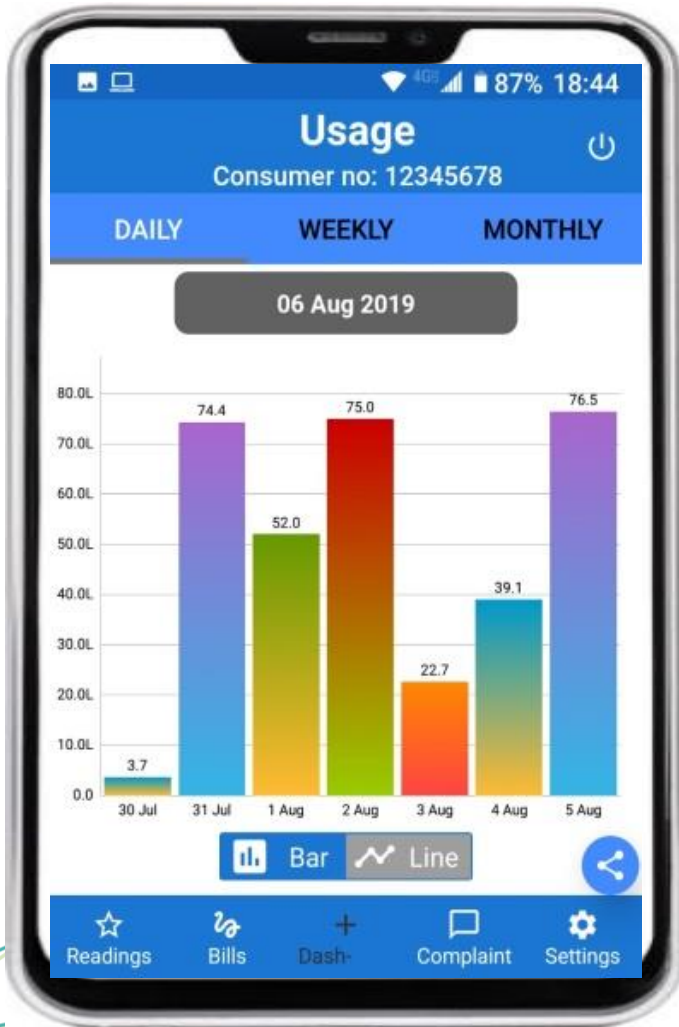 4G 87% 18:44
Usage
Consumer no: 12345678
DAILY WEEKLY MONTHLY
06 Aug 2019
80.0L
74.4
75.0
76.5
70.0L
60.0L
52.0
50.0L
40.0L
39.1
30.0L
22.7
20.0L
10.0L
3.7
0.0
30 Jul 31 Jul 1 Aug 2 Aug 3 Aug 4 Aug 5 Aug
Bar Line
Readings Bills Dash- Complaint Settings